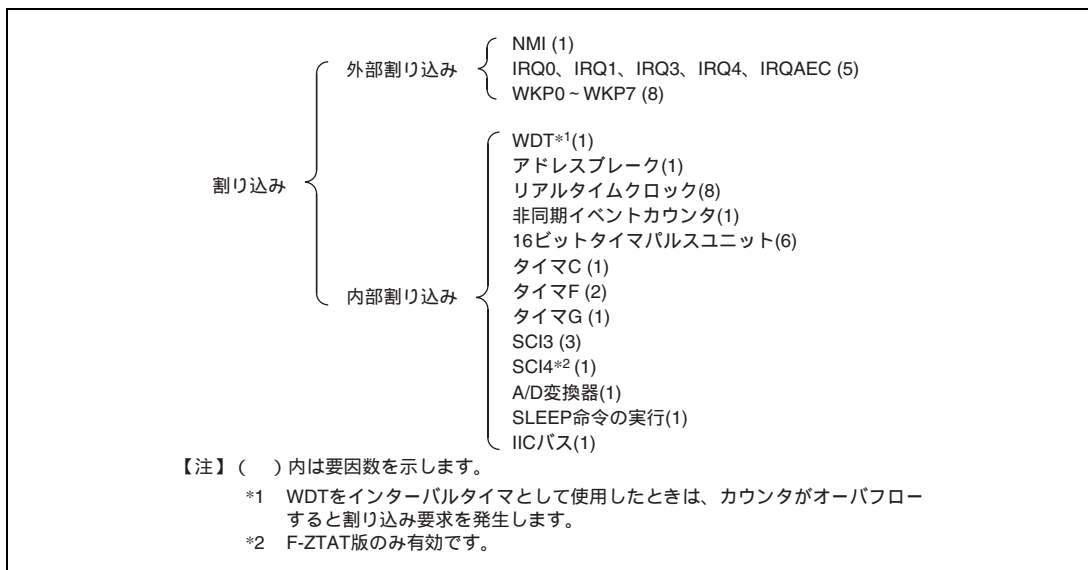 割り込み
外部割り込み
NMI (1)
IRQ0、IRQ1、IRQ3、IRQ4、IRQAEC (5)
WKP0~WKP7 (8)
内部割り込み
WDT*1(1)
アドレスブレーク(1)
リアルタイムクロック(8)
非同期イベントカウンタ(1)
16ビットタイマパルスユニット(6)
タイマC (1)
タイマF (2)
タイマG (1)
SCI3 (3)
SCI4*2 (1)
A/D変換器(1)
SLEEP命令の実行(1)
IICバス(1)
【注】 ( )内は要因数を示します。
*1 WDTをインターバルタイマとして使用したときは、カウンタがオーバフロー
すると割り込み要求を発生します。
*2 F-ZTAT版のみ有効です。